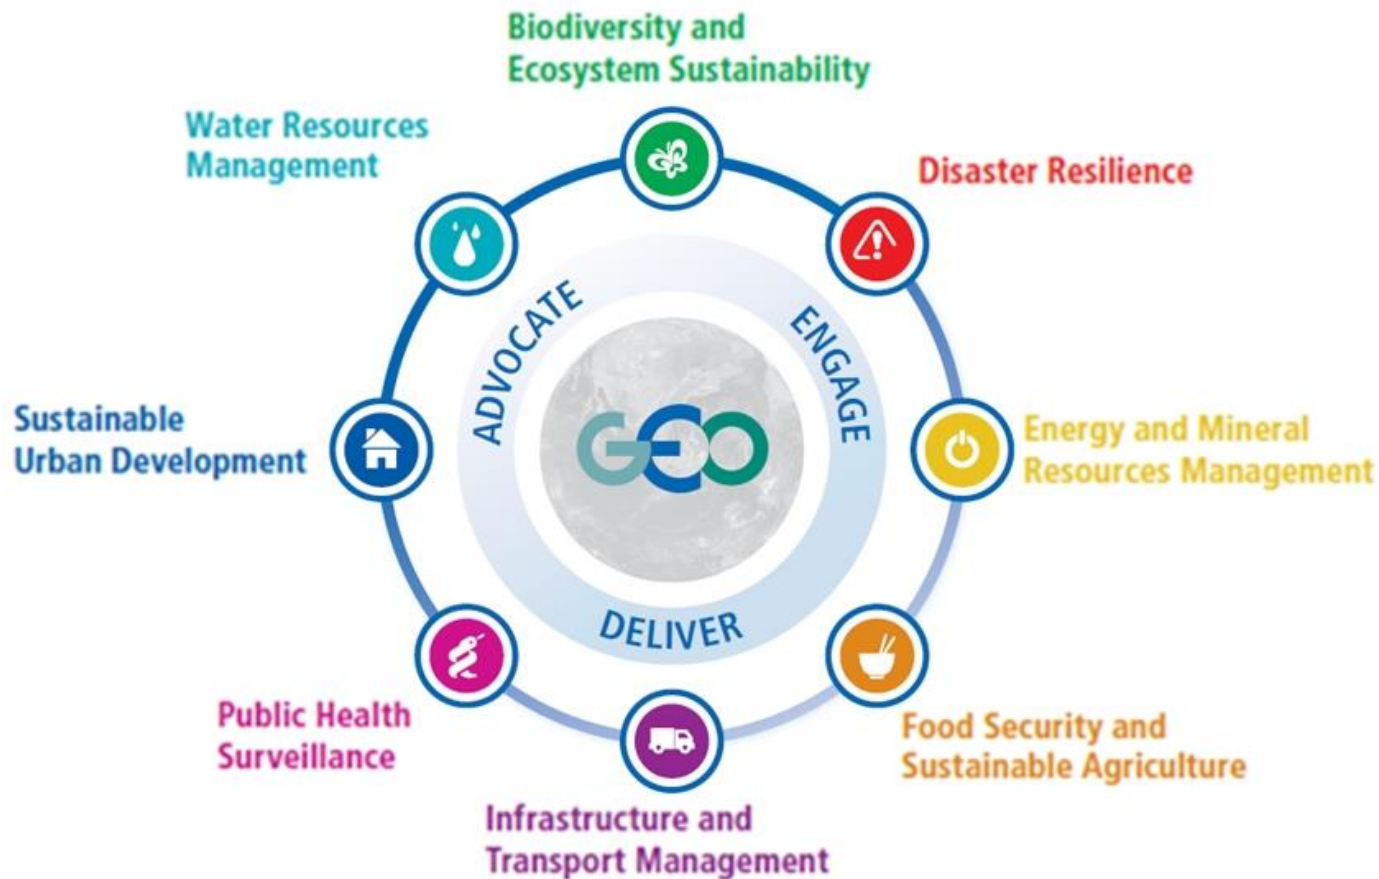 Biodiversity and
Ecosystem Sustainability
Water Resources
Management
Disaster Resilience
ADVOCATE
ENGAGE
GEO
Sustainable
Urban Development
Energy and Mineral
Resources Management
DELIVER
Public Health
Surveillance
Food Security and
Sustainable Agriculture
Infrastructure and
Transport Management